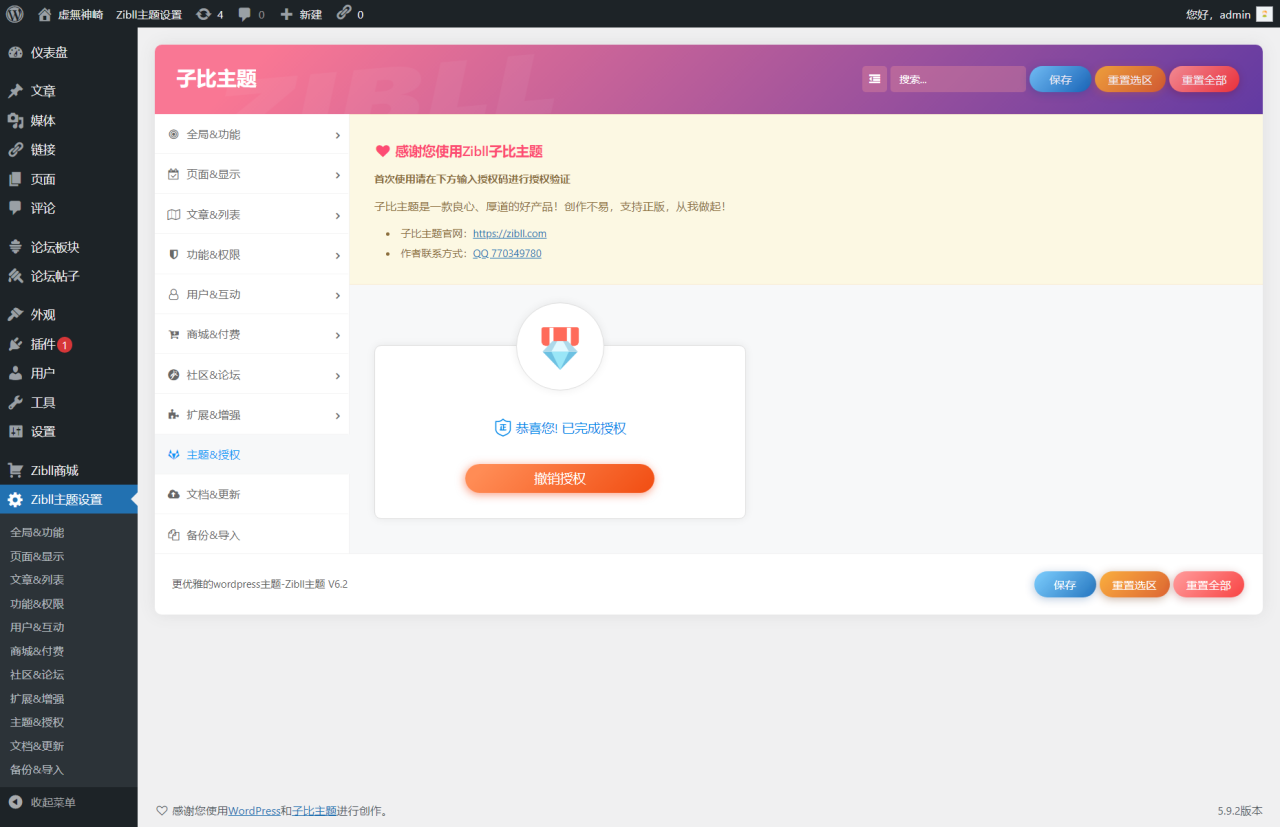 虚無神崎
Zibll主题设置
4
0
新建
0
您好，admin
仪表盘
文章
媒体
链接
页面
评论
论坛板块
论坛帖子
外观
插件 1
用户
工具
设置
Zibll商城
Zibll主题设置
全局&功能
页面&显示
文章&列表
功能&权限
用户&互动
商城&付费
社区&论坛
扩展&增强
主题&授权
文档&更新
备份&导入
收起菜单
子比主题
ZIBLL
搜索...
保存
重置选区
重置全部
全局&功能
页面&显示
文章&列表
功能&权限
用户&互动
商城&付费
社区&论坛
扩展&增强
主题&授权
文档&更新
备份&导入
感谢您使用Zibll子比主题
首次使用请在下方输入授权码进行授权验证
子比主题是一款良心、厚道的好产品！创作不易，支持正版，从我做起！
子比主题官网：https://zibll.com
作者联系方式：QQ 770349780
正 恭喜您! 已完成授权
撤销授权
更优雅的wordpress主题-Zibll主题 V6.2
保存
重置选区
重置全部
感谢您使用WordPress和子比主题进行创作。
5.9.2版本